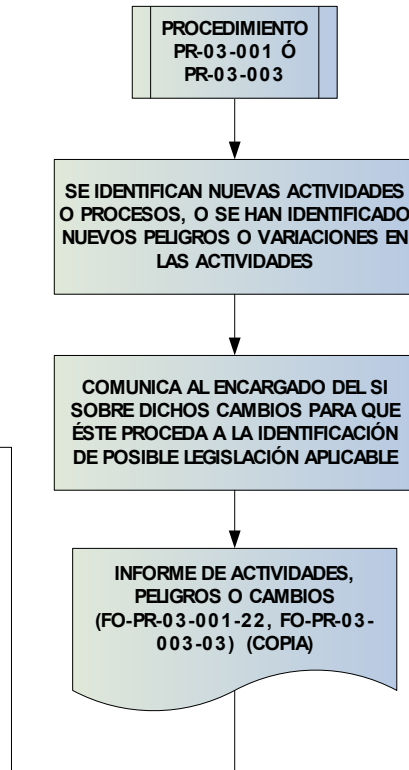 PROCEDIMIENTO
PR-03-001 Ó
PR-03-003
SE IDENTIFICAN NUEVAS ACTIVIDADES
O PROCESOS, O SE HAN IDENTIFICADO
NUEVOS PELIGROS O VARIACIONES EN
LAS ACTIVIDADES
COMUNICA AL ENCARGADO DEL SI
SOBRE DICHOS CAMBIOS PARA QUE
ÉSTE PROCEDA A LA IDENTIFICACIÓN
DE POSIBLE LEGISLACIÓN APLICABLE
INFORME DE ACTIVIDADES,
PELIGROS O CAMBIOS
(FO-PR-03-001-22, FO-PR-03-
003-03) (COPIA)